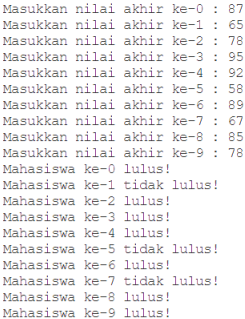 Masukkan nilai akhir ke-0 : 87
Masukkan nilai akhir ke-1 : 65
Masukkan nilai akhir ke-2 : 78
Masukkan nilai akhir ke-3 : 95
Masukkan nilai akhir ke-4 : 92
Masukkan nilai akhir ke-5 : 58
Masukkan nilai akhir ke-6 : 89
Masukkan nilai akhir ke-7 : 67
Masukkan nilai akhir ke-8 : 85
Masukkan nilai akhir ke-9 : 78
Mahasiswa ke-0 lulus!
Mahasiswa ke-1 tidak lulus!
Mahasiswa ke-2 lulus!
Mahasiswa ke-3 lulus!
Mahasiswa ke-4 lulus!
Mahasiswa ke-5 tidak lulus!
Mahasiswa ke-6 lulus!
Mahasiswa ke-7 tidak lulus!
Mahasiswa ke-8 lulus!
Mahasiswa ke-9 lulus!